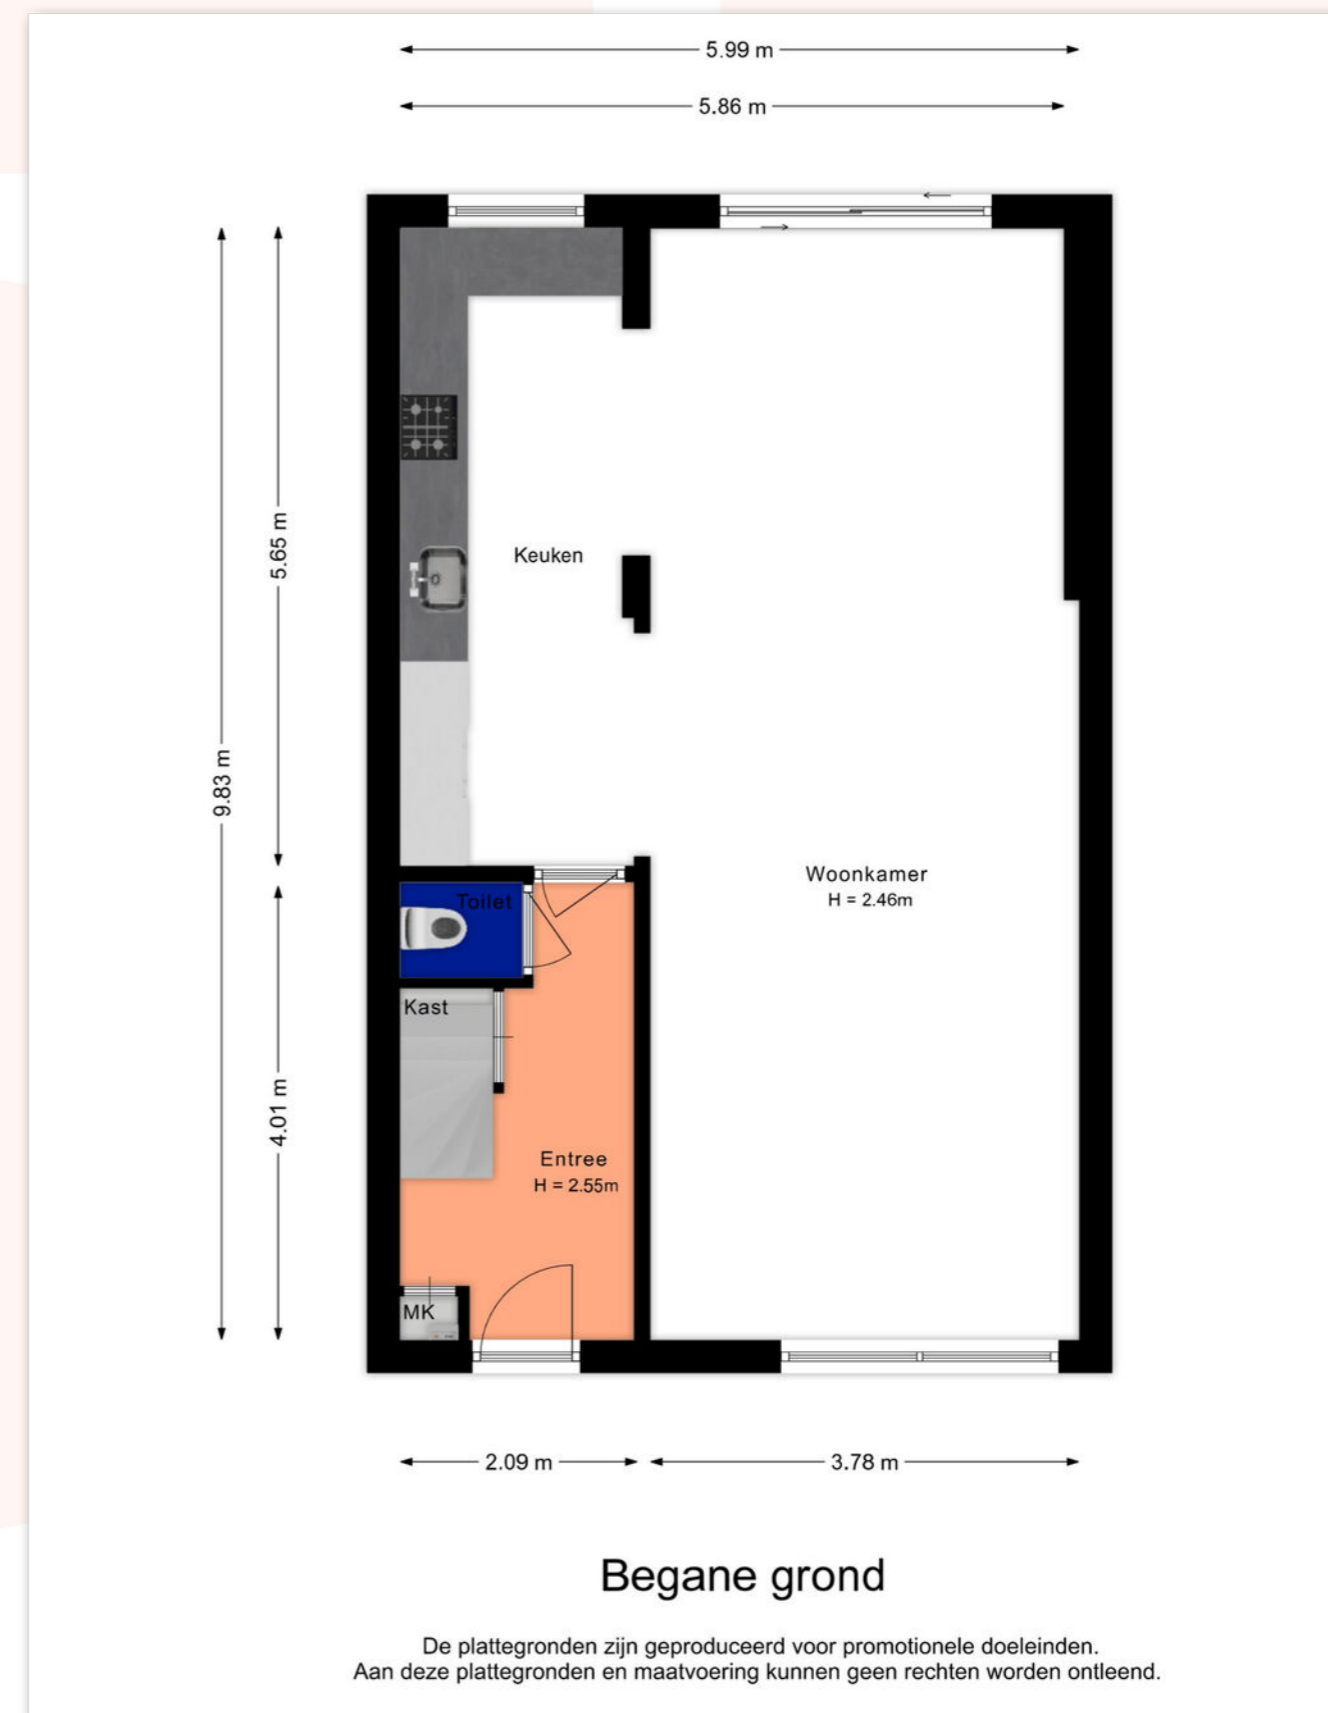 5.99 m
5.86 m
9.83 m
5.65 m
4.01 m
Keuken
Woonkamer
H = 2.46m
Toilet
Kast
Entree
H = 2.55m
MK
2.09 m
3.78 m
Begane grond
De plattegronden zijn geproduceerd voor promotionele doeleinden.
Aan deze plattegronden en maatvoering kunnen geen rechten worden ontleend.